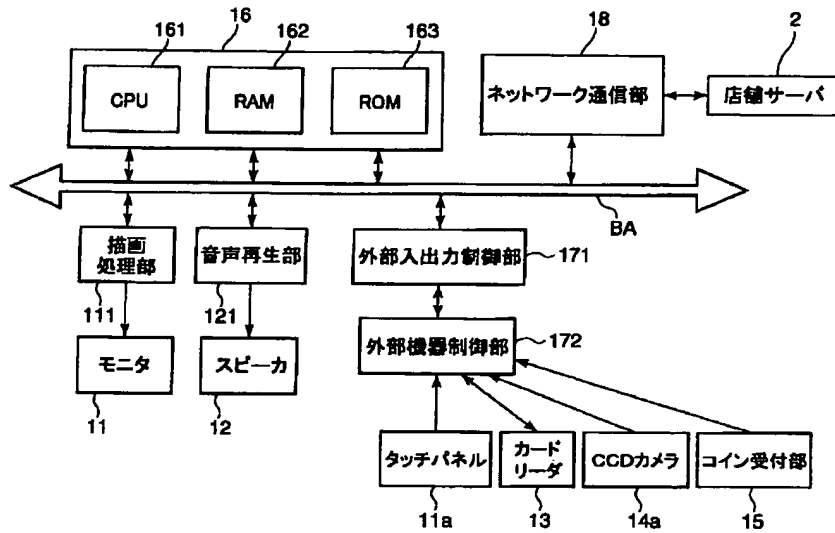 16
161
162
163
18
2
CPU
RAM
ROM
ネットワーク通信部
店舗サーバ
BA
描画
処理部
音声再生部
外部入出力制御部
171
111
121
外部機器制御部
172
モニタ
スピーカ
11
12
タッチパネル
カード
リーダ
CCDカメラ
コイン受付部
11a
13
14a
15